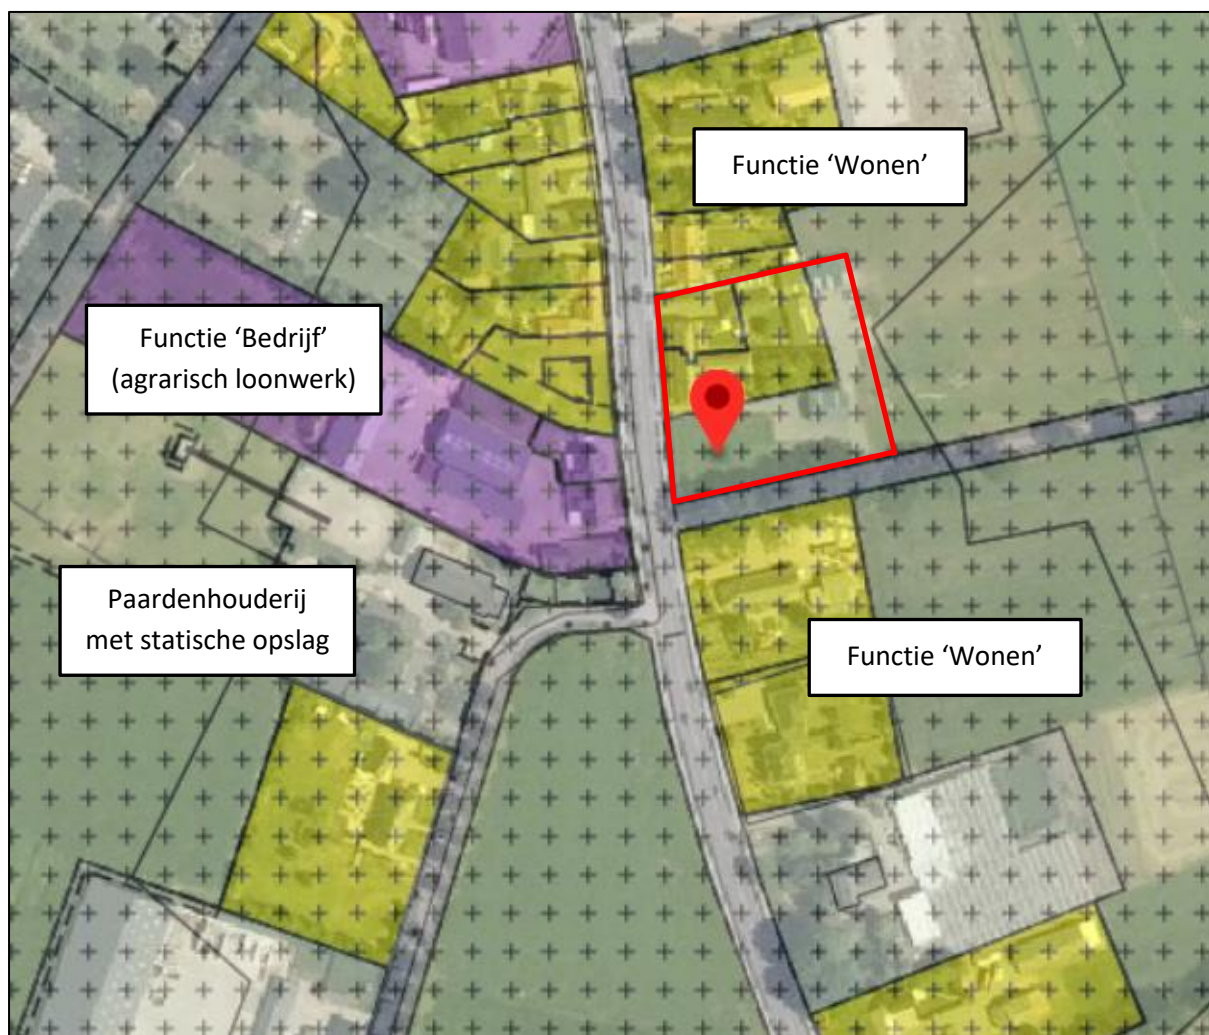 Functie ‘Wonen’
Functie ‘Bedrijf’
(agrarisch loonwerk)
Paardenhouderij
met statische opslag
Functie ‘Wonen’